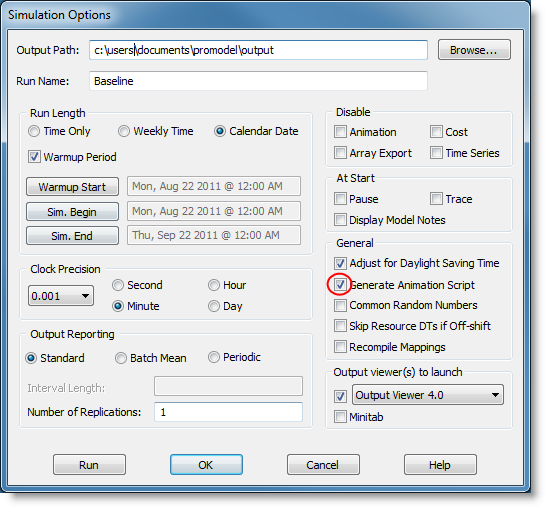 Simulation Options
Output Path: c:\users\documents\promodel\output Browse...
Run Name: Baseline
Run Length
Time Only Weekly Time Calendar Date
Warmup Period
Warmup Start Mon, Aug 22 2011 @ 12:00 AM
Sim. Begin Mon, Aug 22 2011 @ 12:00 AM
Sim. End Thu, Sep 22 2011 @ 12:00 AM
Clock Precision
0.001 Second Hour
Minute Day
Output Reporting
Standard Batch Mean Periodic
Interval Length:
Number of Replications: 1
Disable
Animation Cost
Array Export Time Series
At Start
Pause Trace
Display Model Notes
General
Adjust for Daylight Saving Time
Generate Animation Script
Common Random Numbers
Skip Resource DTs if Off-shift
Recompile Mappings
Output viewer(s) to launch
Output Viewer 4.0
Minitab
Run OK Cancel Help